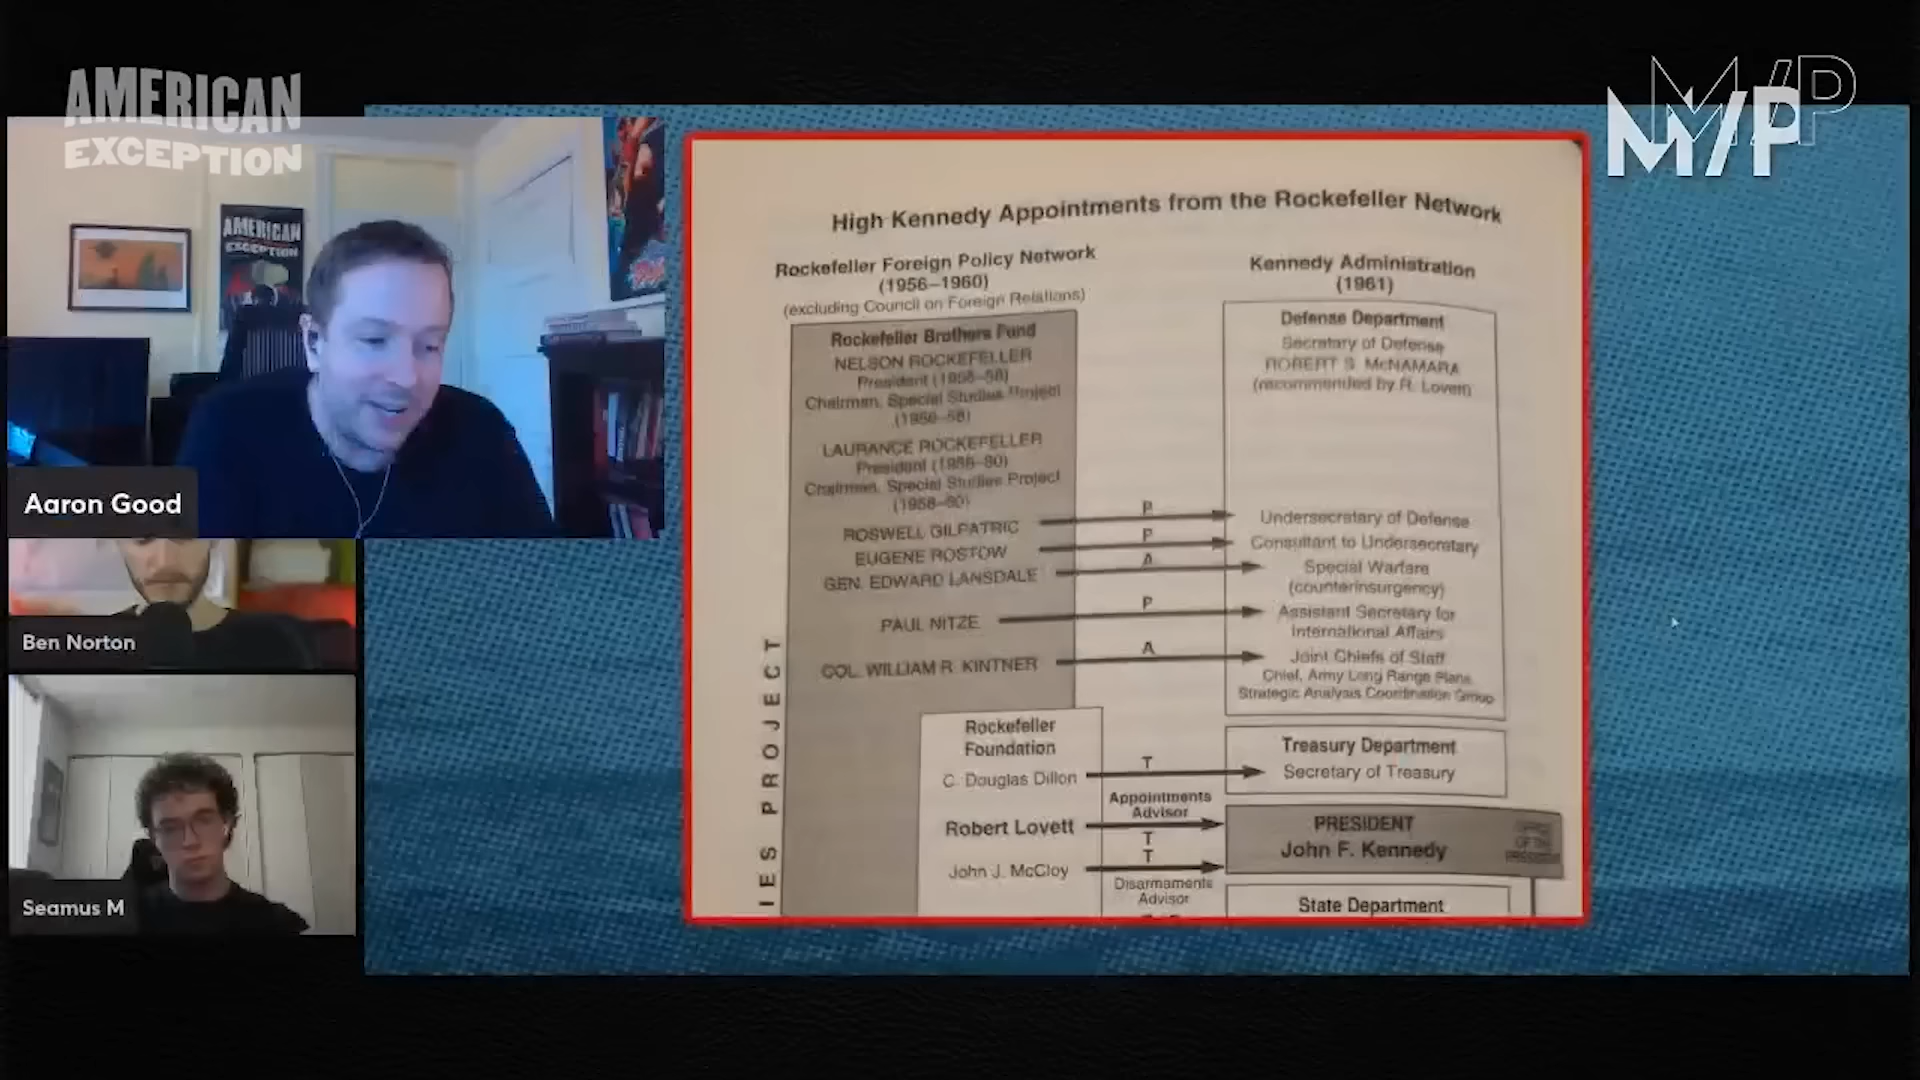 AMERICAN
EXCEPTION
M/P
M/P
AMERICAN
EXCEPTION
Aaron Good
Ben Norton
Seamus M
High Kennedy Appointments from the Rockefeller Network
Rockefeller Foreign Policy Network
(1956–1960)
(excluding Council on Foreign Relations)
Rockefeller Brothers Fund
NELSON ROCKEFELLER
President (1956–58)
Chairman, Special Studies Project
(1956–58)
LAURANCE ROCKEFELLER
President (1958–60)
Chairman, Special Studies Project
(1958–60)
ROSWELL GILPATRIC
EUGENE ROSTOW
GEN. EDWARD LANSDALE
PAUL NITZE
COL. WILLIAM R. KINTNER
IES PROJECT
Rockefeller
Foundation
C. Douglas Dillon
Robert Lovett
John J. McCloy
P
P
A
P
A
T
Appointments
Advisor
T
T
Disarmaments
Advisor
Kennedy Administration
(1961)
Defense Department
Secretary of Defense
ROBERT S. McNAMARA
(recommended by R. Lovett)
Undersecratary of Defense
Consultant to Undersecratary
Special Warfare
(counterinsurgency)
Assistant Secretary for
International Affairs
Joint Chiefs of Staff
Chief, Army Long Range Plans,
Strategic Analysis Coordination Group
Treasury Department
Secretary of Treasury
PRESIDENT
John F. Kennedy
OFFICE
OF THE
PRESIDENT
State Department